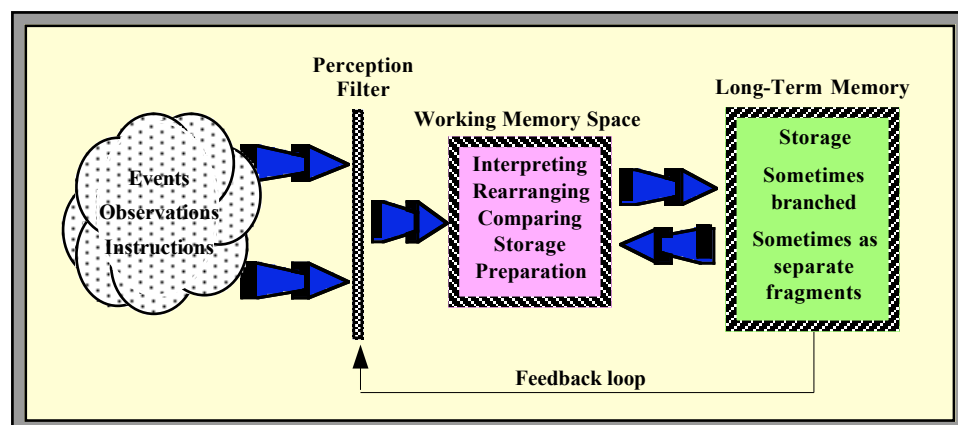 Perception
Filter
Long-Term Memory
Working Memory Space
Events
Observations
Instructions
Interpreting
Rearranging
Comparing
Storage
Preparation
Storage
Sometimes
branched
Sometimes as
separate
fragments
Feedback loop